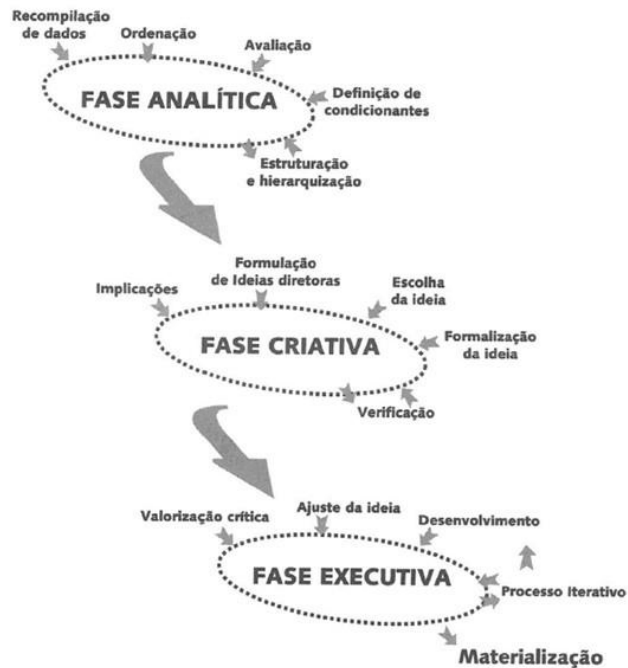 Recompilação
de dados
Ordenação
Avaliação
FASE ANALÍTICA
Definição de
condicionantes
Estruturação
e hierarquização
Formulação
de Ideias diretoras
Implicações
Escolha
da ideia
FASE CRIATIVA
Formalização
da ideia
Verificação
Ajuste da ideia
Valorização crítica
Desenvolvimento
FASE EXECUTIVA
Processo Iterativo
Materialização